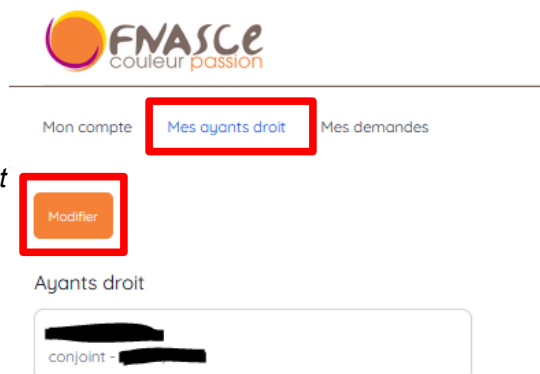 FNASCE
couleur passion
Mon compte Mes ayants droit Mes demandes
t
Modifier
Ayants droit
conjoint -